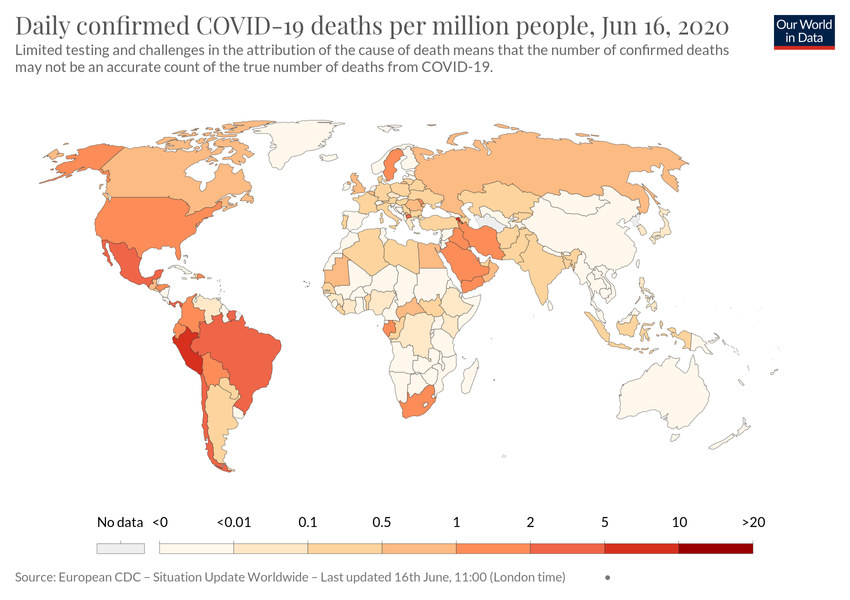 Daily confirmed COVID-19 deaths per million people, Jun 16, 2020
Our World
in Data
Limited testing and challenges in the attribution of the cause of death means that the number of confirmed deaths
may not be an accurate count of the true number of deaths from COVID-19.
No data <0 <0.01 0.1 0.5 1 2 5 10 >20
Source: European CDC – Situation Update Worldwide – Last updated 16th June, 11:00 (London time) •